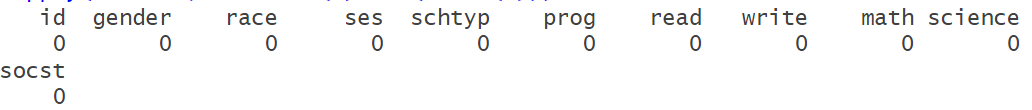 id gender race ses schtyp prog read write math science
0 0 0 0 0 0 0 0 0 0
socst
0